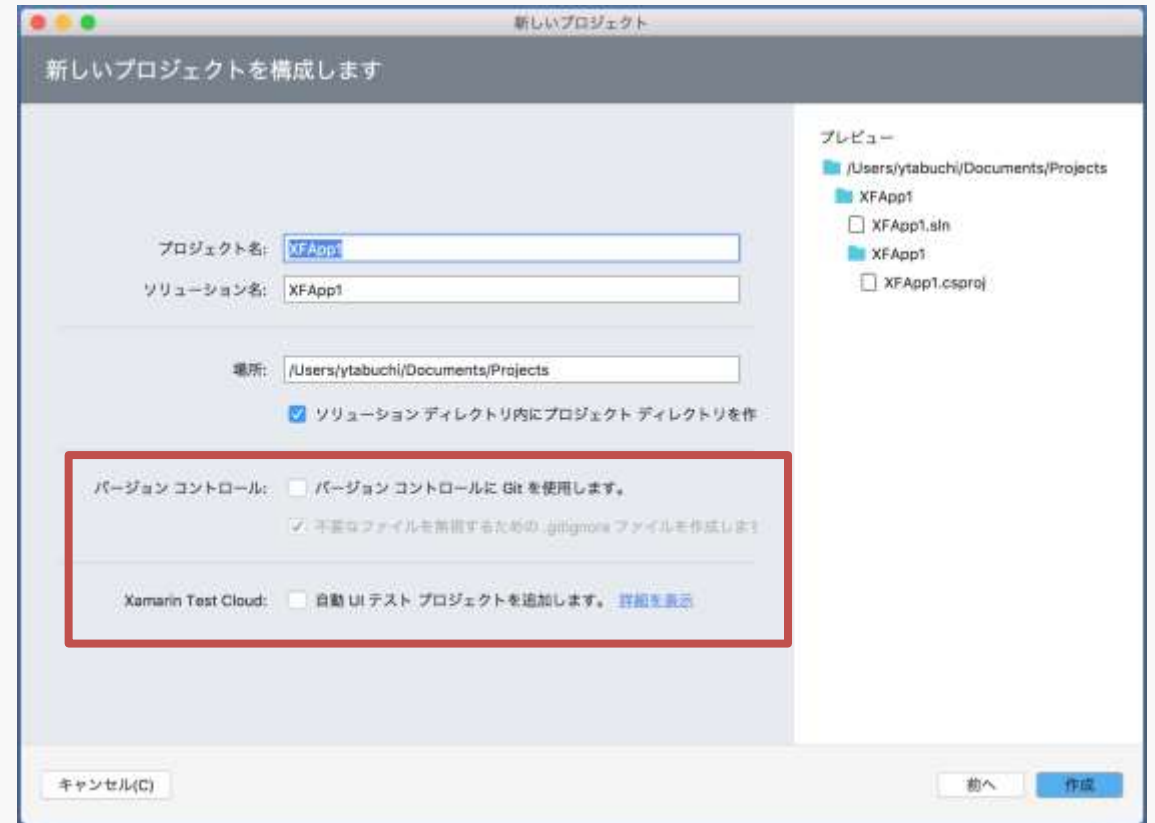 新しいプロジェクト
新しいプロジェクトを構成します
プロジェクト名: XFApp1
ソリューション名: XFApp1
場所: /Users/ytabuchi/Documents/Projects
ソリューション ディレクトリ内にプロジェクト ディレクトリを作
バージョン コントロール: バージョン コントロールに Git を使用します。
不要なファイルを無視するための .gitignore ファイルを作成します
Xamarin Test Cloud: 自動 UI テスト プロジェクトを追加します。 詳細を表示
プレビュー
/Users/ytabuchi/Documents/Projects
XFApp1
XFApp1.sln
XFApp1
XFApp1.csproj
キャンセル(C)
前へ
作成